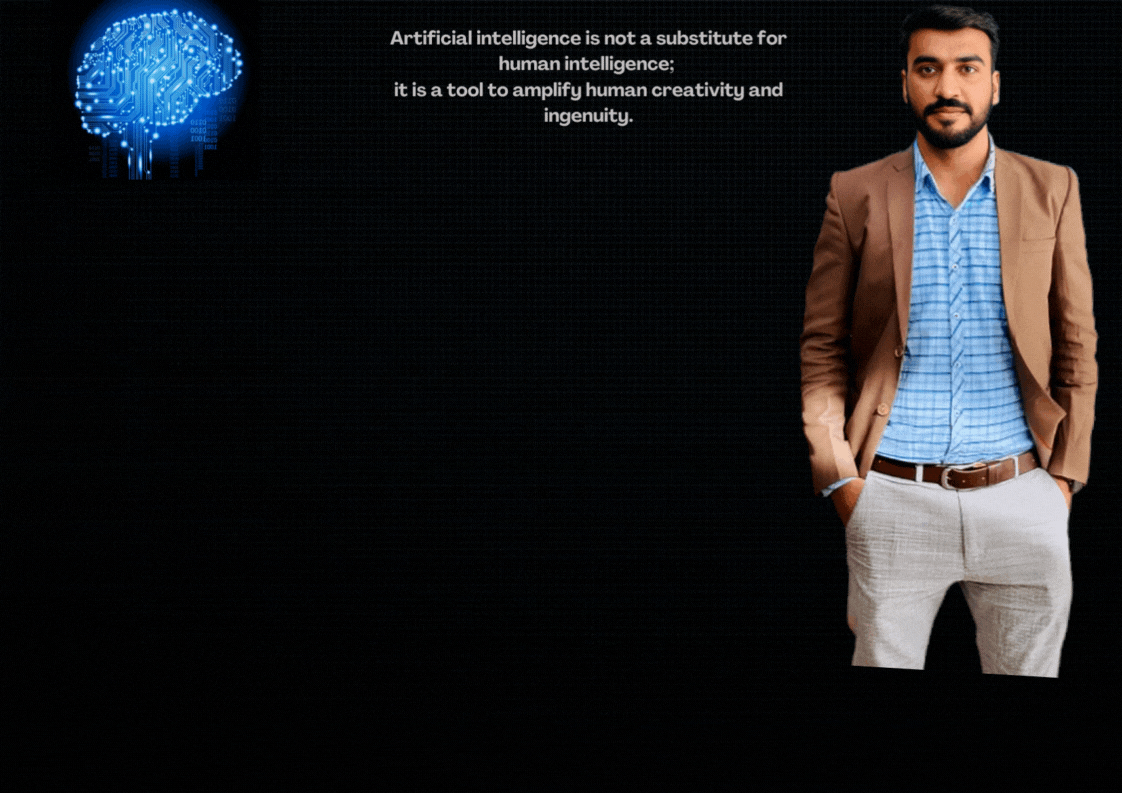 Artificial intelligence is not a substitute for
human intelligence;
it is a tool to amplify human creativity and
ingenuity.